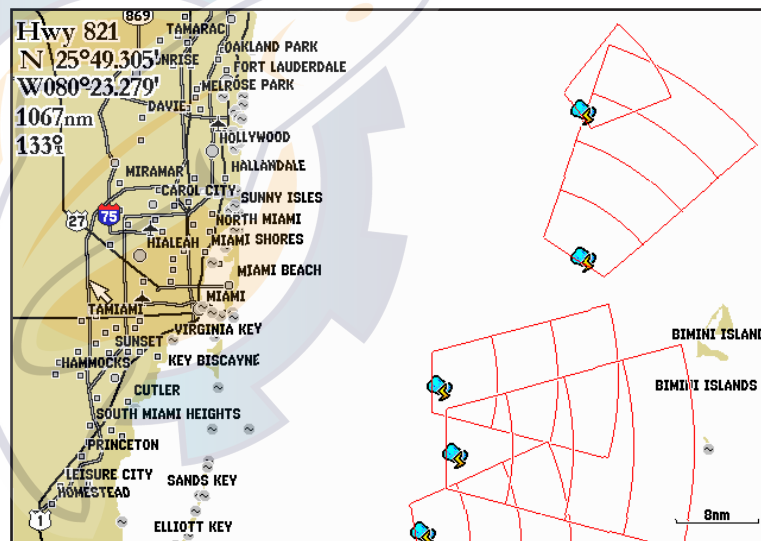 Hwy 821
N 25°49.305'
W080°23.279'
1067nm
133°t
869
TAMARAC
OAKLAND PARK
FORT LAUDERDALE
MELROSE PARK
DAVIE
HOLLYWOOD
HALLANDALE
MIRAMAR
CAROL CITY
SUNNY ISLES
27
75
NORTH MIAMI
HIALEAH
MIAMI SHORES
MIAMI BEACH
MIAMI
TAMIAMI
VIRGINIA KEY
SUNSET
KEY BISCAYNE
HAMMOCKS
CUTLER
SOUTH MIAMI HEIGHTS
PRINCETON
LEISURE CITY
SANDS KEY
HOMESTEAD
1
ELLIOTT KEY
BIMINI ISLAND
BIMINI ISLANDS
8nm